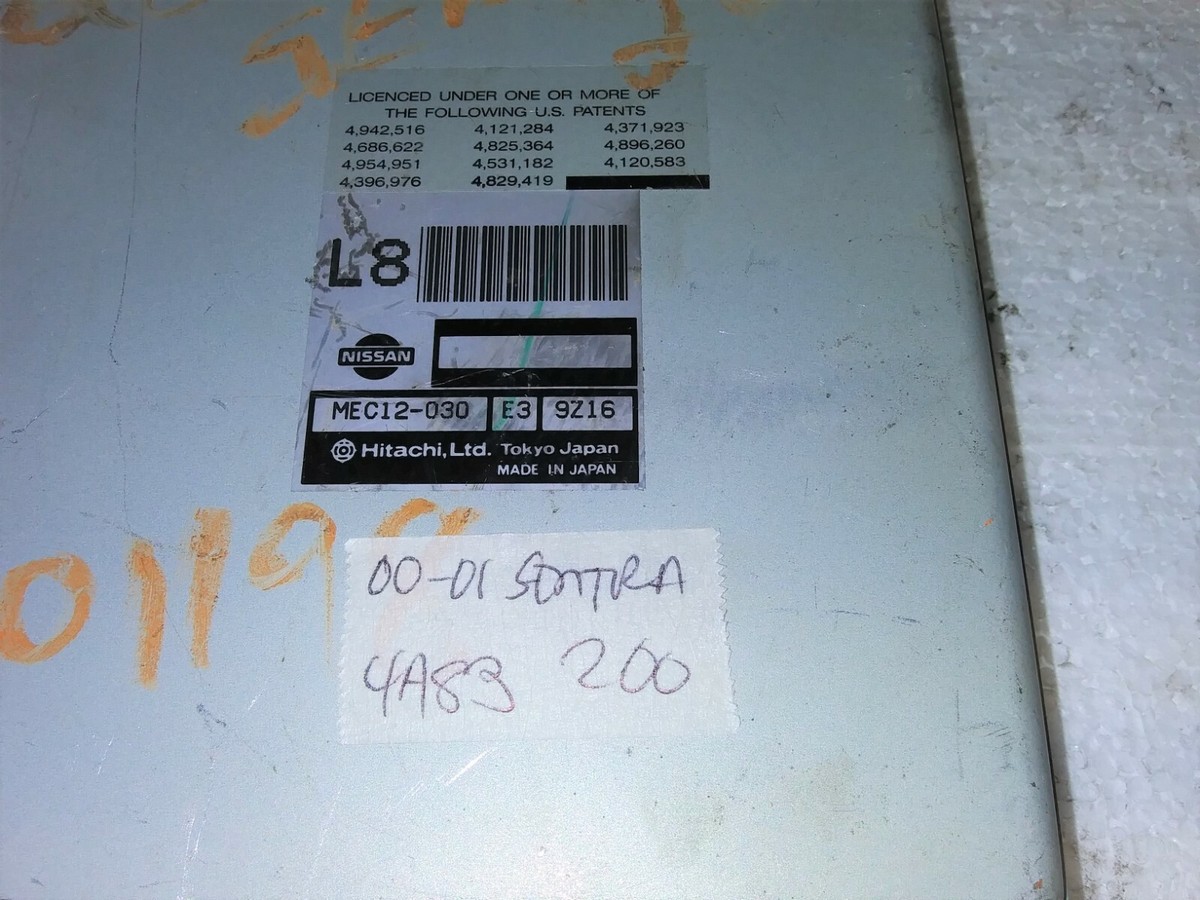 LICENCED UNDER ONE OR MORE OF
THE FOLLOWING U.S. PATENTS
4,942,516 4,121,284 4,371,923
4,686,622 4,825,364 4,896,260
4,954,951 4,531,182 4,120,583
4,396,976 4,829,419
L8
NISSAN
MEC12-030 E3 9Z16
Hitachi, Ltd. Tokyo Japan
MADE IN JAPAN
01198
00-01 SENTRA
4A83 200